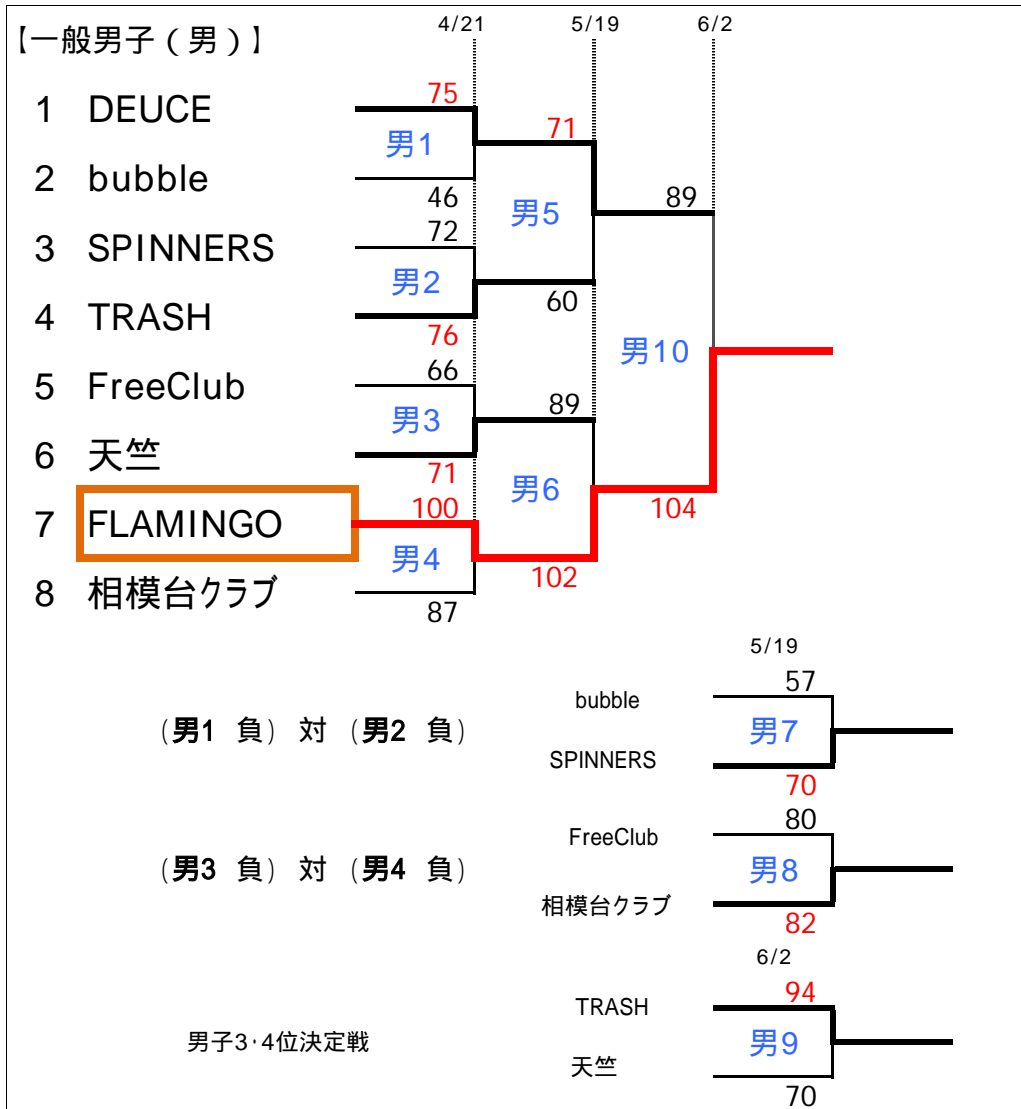 4/21 5/19 6/2
【一般男子（男）】
75
1 DEUCE
71
男1
2 bubble
46
89
72
男5
3 SPINNERS
男2
60
4 TRASH
76
男10
66
5 FreeClub
89
男3
6 天竺
71
男6
100
7 FLAMINGO
104
男4
102
8 相模台クラブ
87
5/19
57
bubble
(男1 負) 対 (男2 負)
男7
SPINNERS
70
80
FreeClub
(男3 負) 対 (男4 負)
男8
相模台クラブ
82
6/2
94
TRASH
男子3・4位決定戦
男9
天竺
70